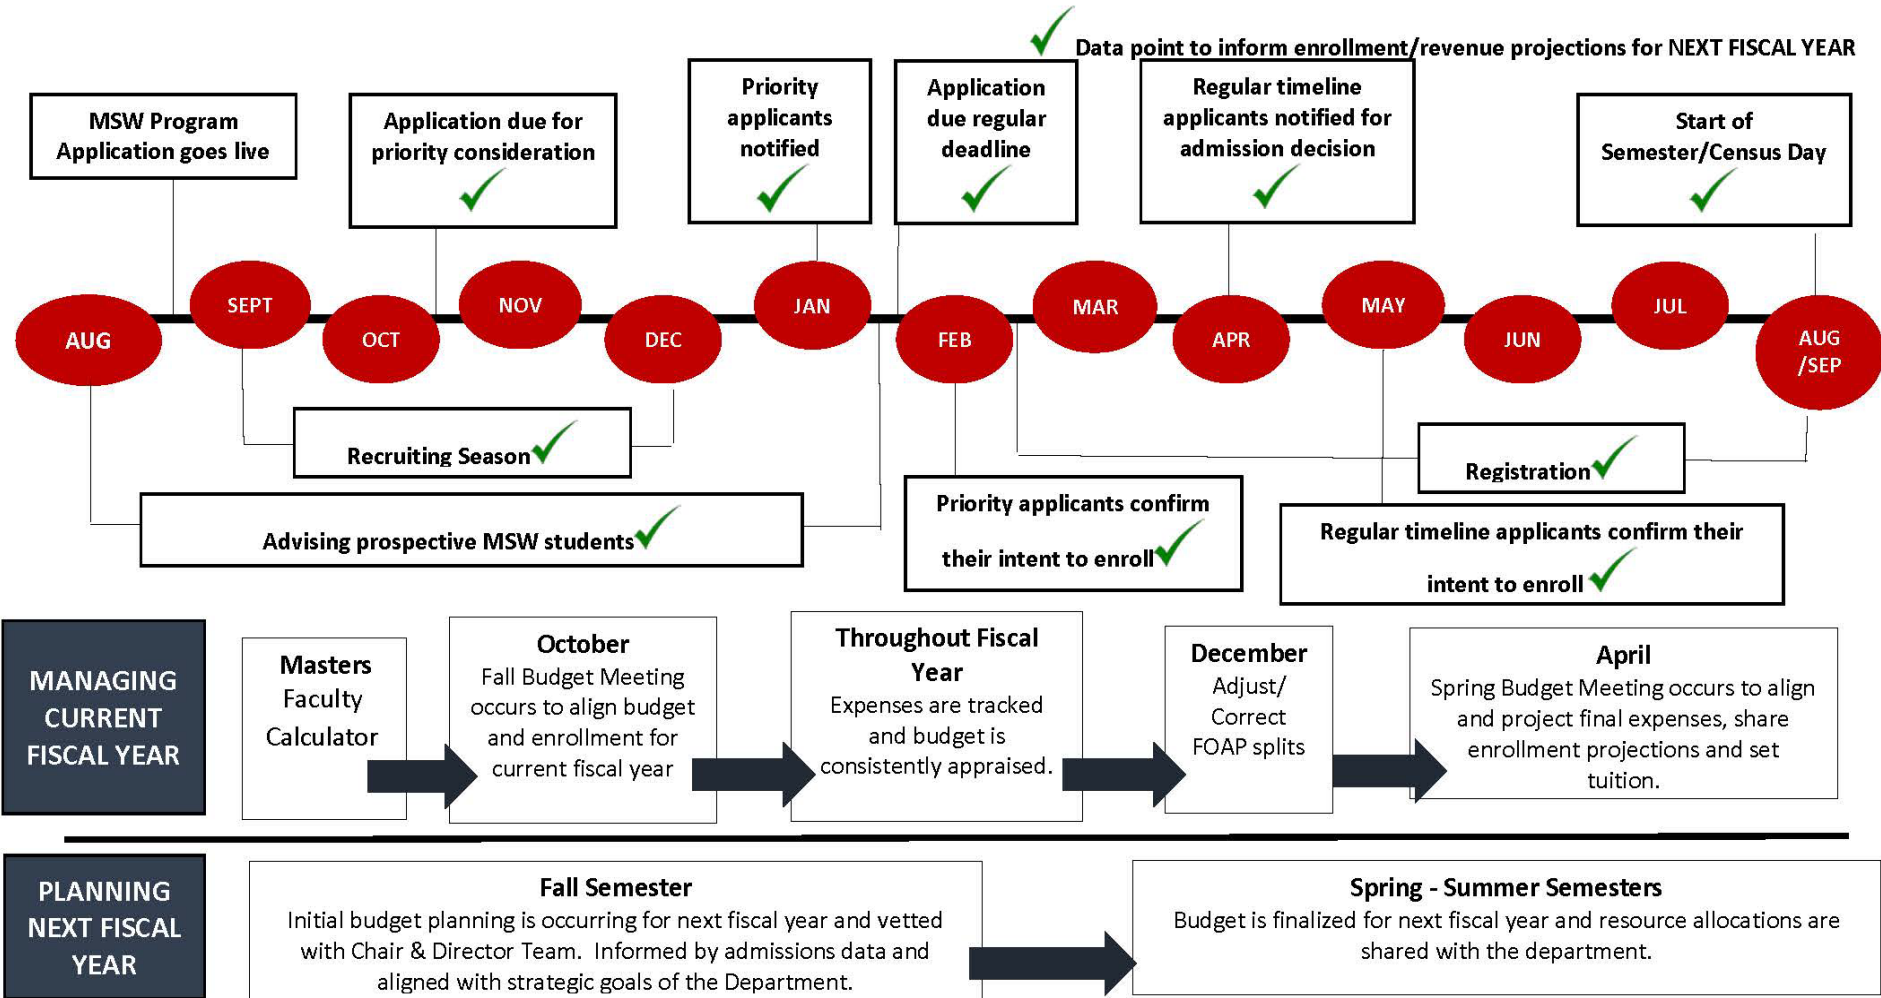 Data point to inform enrollment/revenue projections for NEXT FISCAL YEAR
MSW Program
Application goes live
Application due for
priority consideration
Priority
applicants
notified
Application
due regular
deadline
Regular timeline
applicants notified for
admission decision
Start of
Semester/Census Day
AUG
SEPT
OCT
NOV
DEC
JAN
FEB
MAR
APR
MAY
JUN
JUL
AUG
/SEP
Recruiting Season
Advising prospective MSW students
Priority applicants confirm
their intent to enroll
Registration
Regular timeline applicants confirm their
intent to enroll
MANAGING
CURRENT
FISCAL YEAR
Masters
Faculty
Calculator
October
Fall Budget Meeting
occurs to align budget
and enrollment for
current fiscal year
Throughout Fiscal
Year
Expenses are tracked
and budget is
consistently appraised.
December
Adjust/
Correct
FOAP splits
April
Spring Budget Meeting occurs to align
and project final expenses, share
enrollment projections and set
tuition.
PLANNING
NEXT FISCAL
YEAR
Fall Semester
Initial budget planning is occurring for next fiscal year and vetted
with Chair & Director Team.  Informed by admissions data and
aligned with strategic goals of the Department.
Spring - Summer Semesters
Budget is finalized for next fiscal year and resource allocations are
shared with the department.